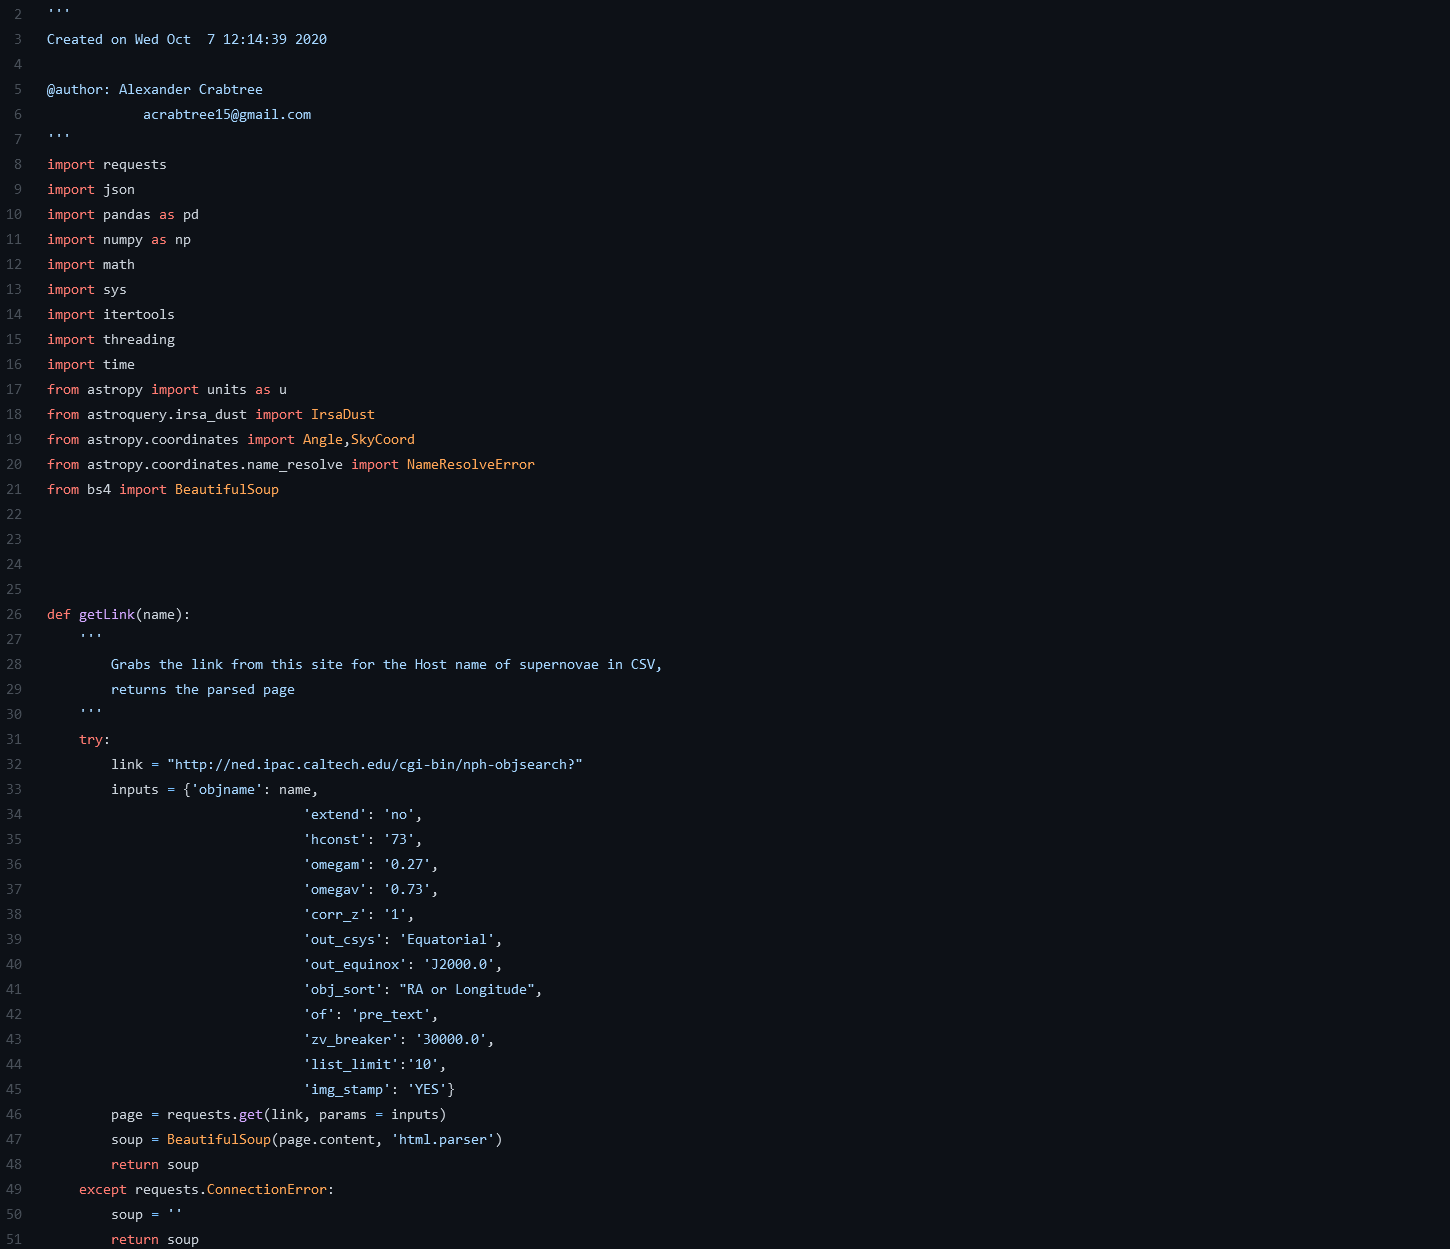 2 '''
3 Created on Wed Oct  7 12:14:39 2020
4
5 @author: Alexander Crabtree
6             acrabtree15@gmail.com
7 '''
8 import requests
9 import json
10 import pandas as pd
11 import numpy as np
12 import math
13 import sys
14 import itertools
15 import threading
16 import time
17 from astropy import units as u
18 from astroquery.irsa_dust import IrsaDust
19 from astropy.coordinates import Angle,SkyCoord
20 from astropy.coordinates.name_resolve import NameResolveError
21 from bs4 import BeautifulSoup
22
23
24
25
26 def getLink(name):
27     '''
28         Grabs the link from this site for the Host name of supernovae in CSV,
29         returns the parsed page
30     '''
31     try:
32         link = "http://ned.ipac.caltech.edu/cgi-bin/nph-objsearch?"
33         inputs = {'objname': name,
34                                 'extend': 'no',
35                                 'hconst': '73',
36                                 'omegam': '0.27',
37                                 'omegav': '0.73',
38                                 'corr_z': '1',
39                                 'out_csys': 'Equatorial',
40                                 'out_equinox': 'J2000.0',
41                                 'obj_sort': "RA or Longitude",
42                                 'of': 'pre_text',
43                                 'zv_breaker': '30000.0',
44                                 'list_limit':'10',
45                                 'img_stamp': 'YES'}
46         page = requests.get(link, params = inputs)
47         soup = BeautifulSoup(page.content, 'html.parser')
48         return soup
49     except requests.ConnectionError:
50         soup = ''
51         return soup